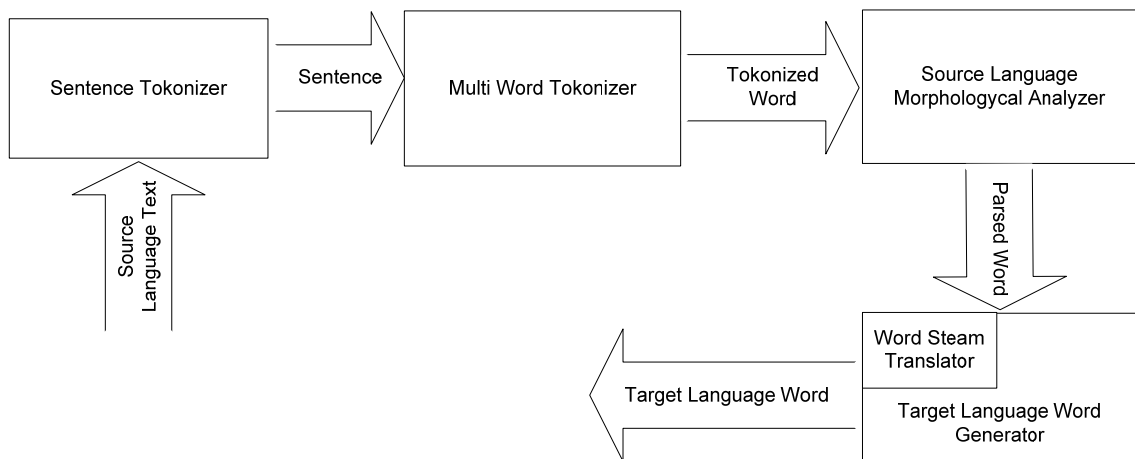 Sentence Tokonizer
Sentence
Multi Word Tokonizer
Tokonized
Word
Source Language
Morphologycal Analyzer
Source
Language Text
Parsed Word
Word Steam
Translator
Target Language Word
Target Language Word
Generator